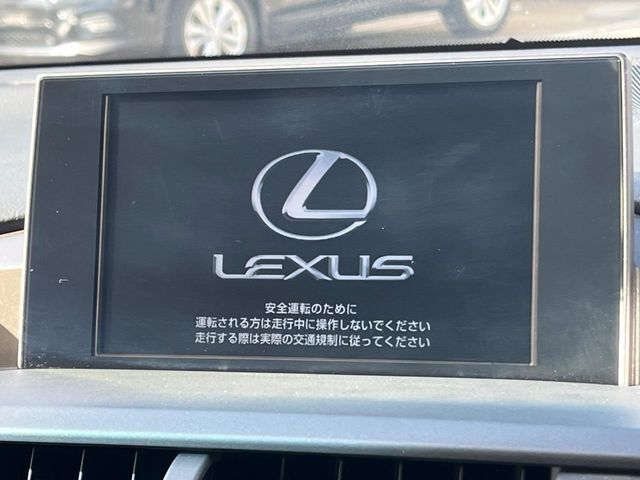 LEXUS
安全運転のために
運転される方は走行中に操作しないでください
走行する際は実際の交通規制に従ってください